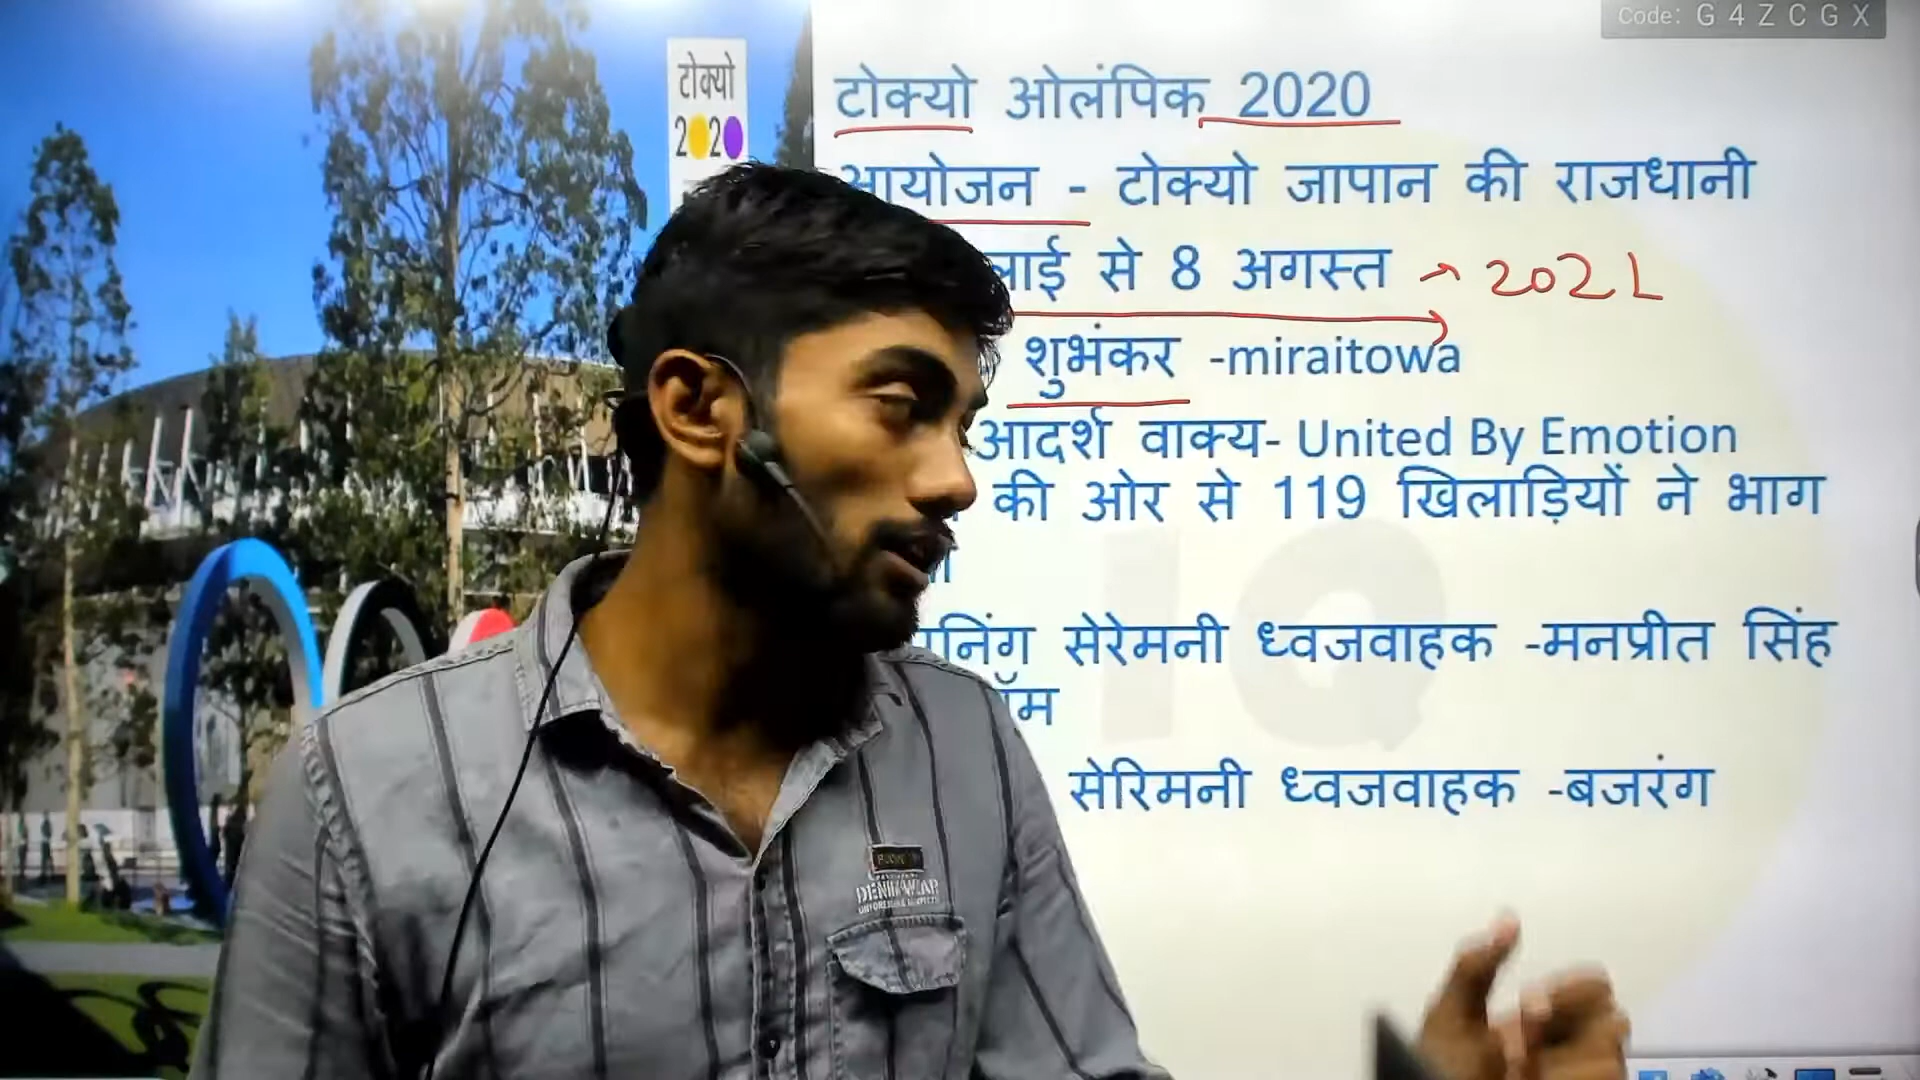 Code: G 4 Z C G X
टोक्यो
2020
टोक्यो ओलंपिक 2020
आयोजन - टोक्यो जापान की राजधानी
से 8 अगस्त → 2021
शुभंकर -miraitowa
आदर्श वाक्य- United By Emotion
की ओर से 119 खिलाड़ियों ने भाग
सेरेमनी ध्वजवाहक -मनप्रीत सिंह
सेरिमनी ध्वजवाहक -बजरंग
DENIMWEAR